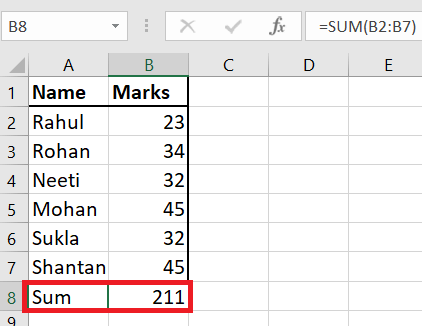 B8 fx =SUM(B2:B7)
A B C D E
1 Name Marks
2 Rahul 23
3 Rohan 34
4 Neeti 32
5 Mohan 45
6 Sukla 32
7 Shantan 45
8 Sum 211
9